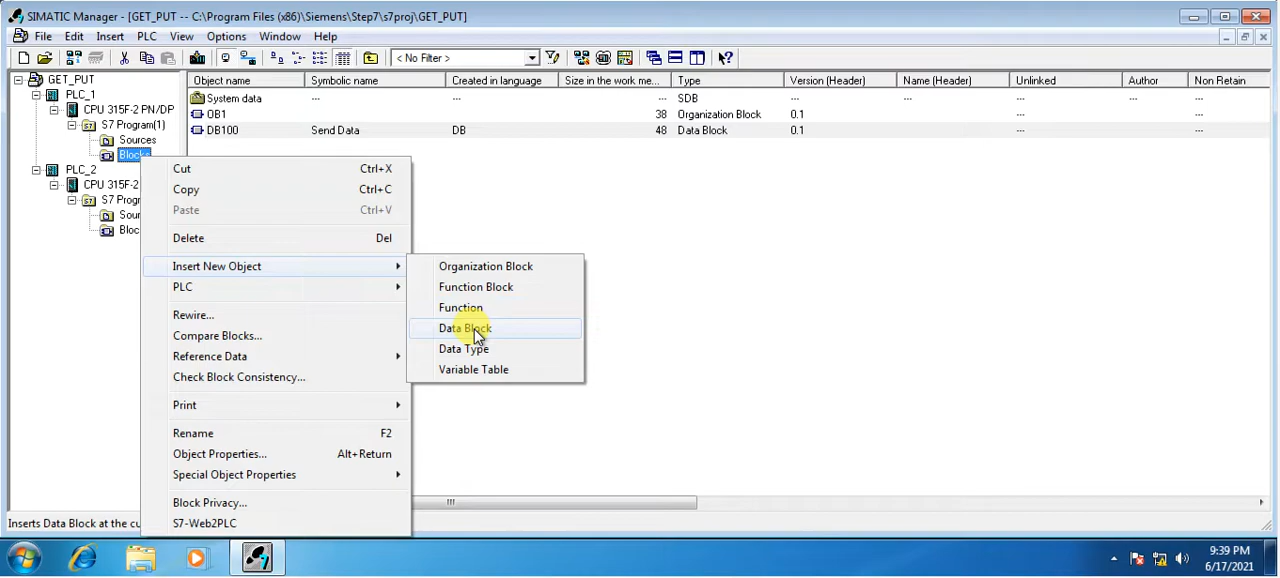 SIMATIC Manager - [GET_PUT -- C:\Program Files (x86)\Siemens\Step7\s7proj\GET_PUT]
File Edit Insert PLC View Options Window Help
< No Filter >
GET_PUT
PLC_1
CPU 315F-2 PN/DP
S7 Program(1)
Sources
Blocks
PLC_2
CPU 315F-2
S7 Progr
Sour
Bloc
Object name Symbolic name Created in language Size in the work me... Type Version (Header) Name (Header) Unlinked Author Non Retain
System data --- --- --- SDB --- --- --- --- ---
OB1 38 Organization Block 0.1 --- ---
DB100 Send Data DB 48 Data Block 0.1 --- ---
Cut Ctrl+X
Copy Ctrl+C
Paste Ctrl+V
Delete Del
Insert New Object
PLC
Rewire...
Compare Blocks...
Reference Data
Check Block Consistency...
Print
Rename F2
Object Properties... Alt+Return
Special Object Properties
Block Privacy...
S7-Web2PLC
Organization Block
Function Block
Function
Data Block
Data Type
Variable Table
Inserts Data Block at the cu
9:39 PM
6/17/2021